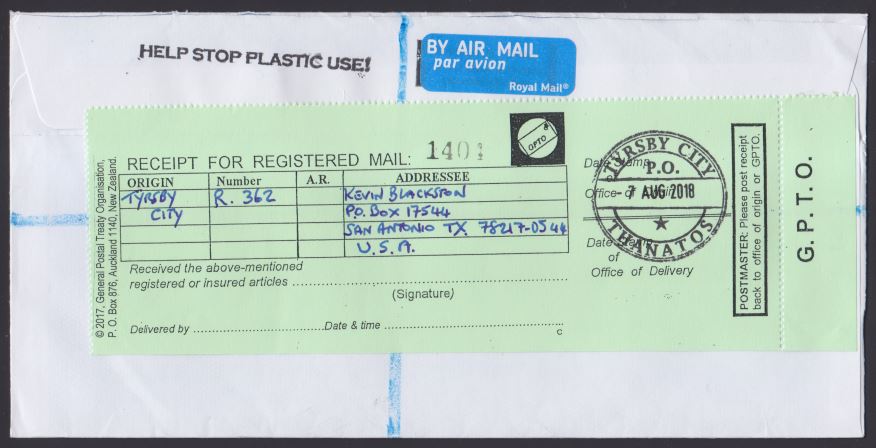 HELP STOP PLASTIC USE!
BY AIR MAIL
par avion
Royal Mail®
© 2017, General Postal Treaty Organisation,
P. O. Box 876, Auckland 1140, New Zealand.
RECEIPT FOR REGISTERED MAIL: 1401
GPTO
ORIGIN Number A.R. ADDRESSEE
TYRSBY CITY R. 362 KEVIN BLACKSTON
P.O. BOX 17544
SAN ANTONIO TX 78217-0544
U.S.A.
Received the above-mentioned
registered or insured articles
(Signature)
Delivered by Date & time
c
Date Stamp
Office of Origin
TYRSBY CITY
P.O.
7 AUG 2018
THANATOS
Date Stamp
of
Office of Delivery
POSTMASTER: Please post receipt
back to office of origin or GPTO.
G. P. T. O.